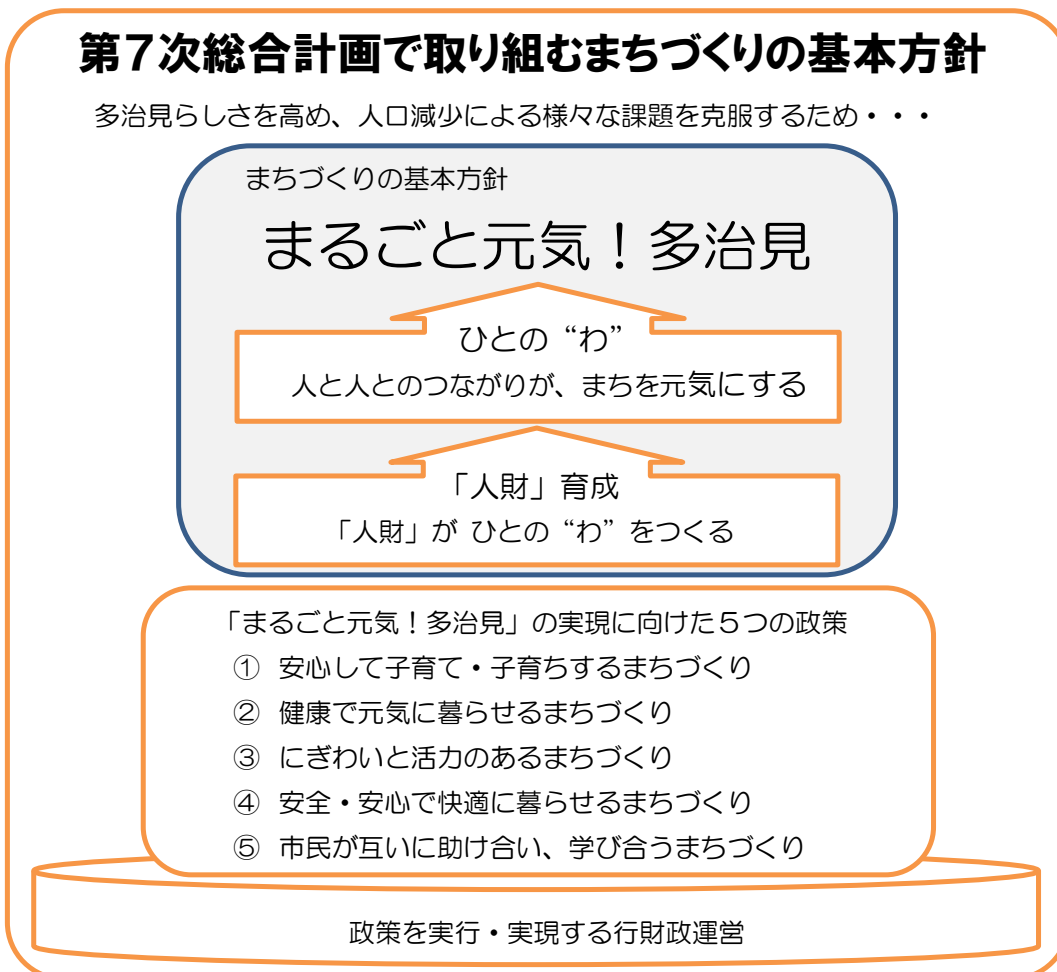 第７次総合計画で取り組むまちづくりの基本方針
多治見らしさを高め、人口減少による様々な課題を克服するため・・・
まちづくりの基本方針
まるごと元気！多治見
ひとの“わ”
人と人とのつながりが、まちを元気にする
「人財」育成
「人財」が ひとの“わ”をつくる
「まるごと元気！多治見」の実現に向けた５つの政策
① 安心して子育て・子育ちするまちづくり
② 健康で元気に暮らせるまちづくり
③ にぎわいと活力のあるまちづくり
④ 安全・安心で快適に暮らせるまちづくり
⑤ 市民が互いに助け合い、学び合うまちづくり
政策を実行・実現する行財政運営